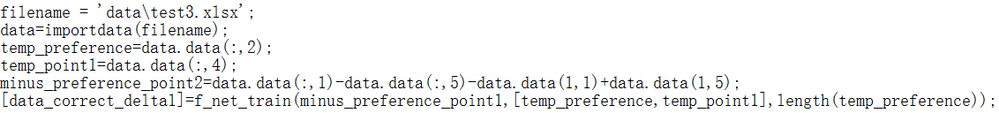 filename = 'data\test3.xlsx';
data=importdata(filename);
temp_preference=data.data(:,2);
temp_point1=data.data(:,4);
minus_preference_point2=data.data(:,1)-data.data(:,5)-data.data(1,1)+data.data(1,5);
[data_correct_delta1]=f_net_train(minus_preference_point1,[temp_preference,temp_point1],length(temp_preference));